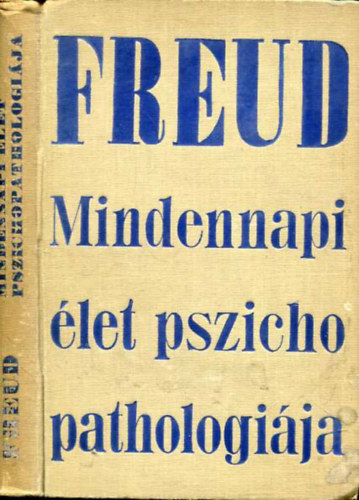 FREUD
Mindennapi
élet pszicho
pathologiája
FREUD
MINDENNAPI ÉLET
PSZICHOPATHOLOGIÁJA